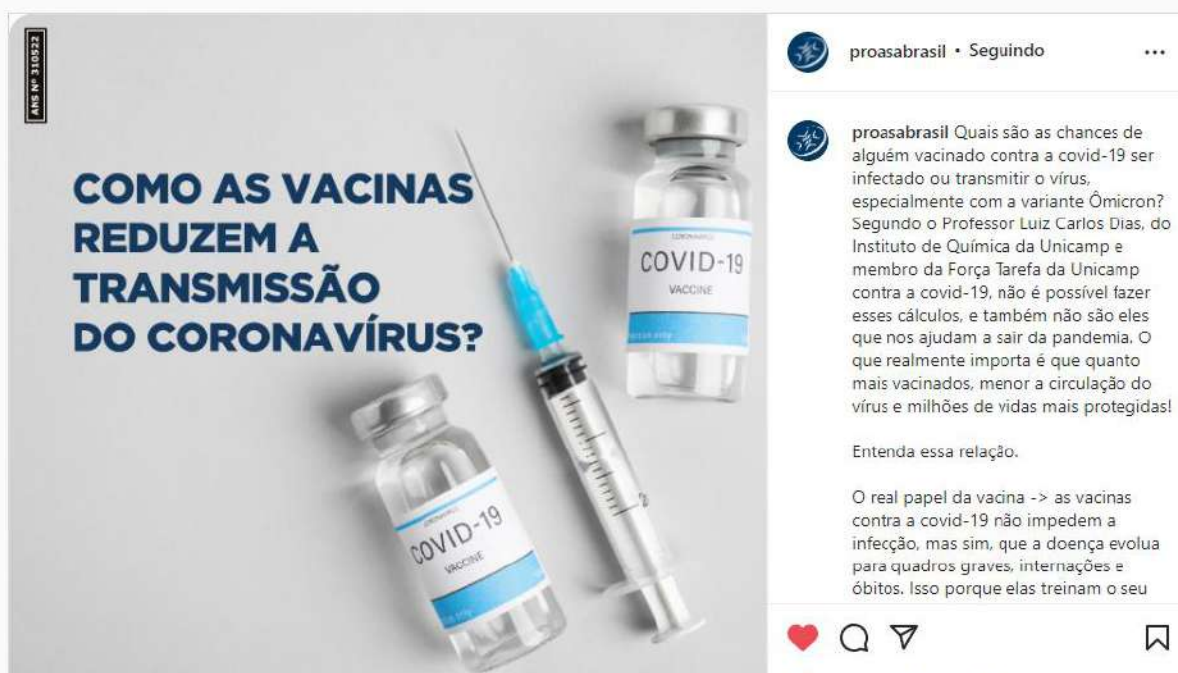 ANS Nº 310522
COMO AS VACINAS
REDUZEM A
TRANSMISSÃO
DO CORONAVÍRUS?
CORONAVIRUS
COVID-19
VACCINE
CORONAVIRUS
COVID-19
VACCINE
2
proasabrasil • Seguindo
...
proasabrasil Quais são as chances de
alguém vacinado contra a covid-19 ser
infectado ou transmitir o vírus,
especialmente com a variante Ômicron?
Segundo o Professor Luiz Carlos Dias, do
Instituto de Química da Unicamp e
membro da Força Tarefa da Unicamp
contra a covid-19, não é possível fazer
esses cálculos, e também não são eles
que nos ajudam a sair da pandemia. O
que realmente importa é que quanto
mais vacinados, menor a circulação do
vírus e milhões de vidas mais protegidas!
Entenda essa relação.
O real papel da vacina -> as vacinas
contra a covid-19 não impedem a
infecção, mas sim, que a doença evolua
para quadros graves, internações e
óbitos. Isso porque elas treinam o seu